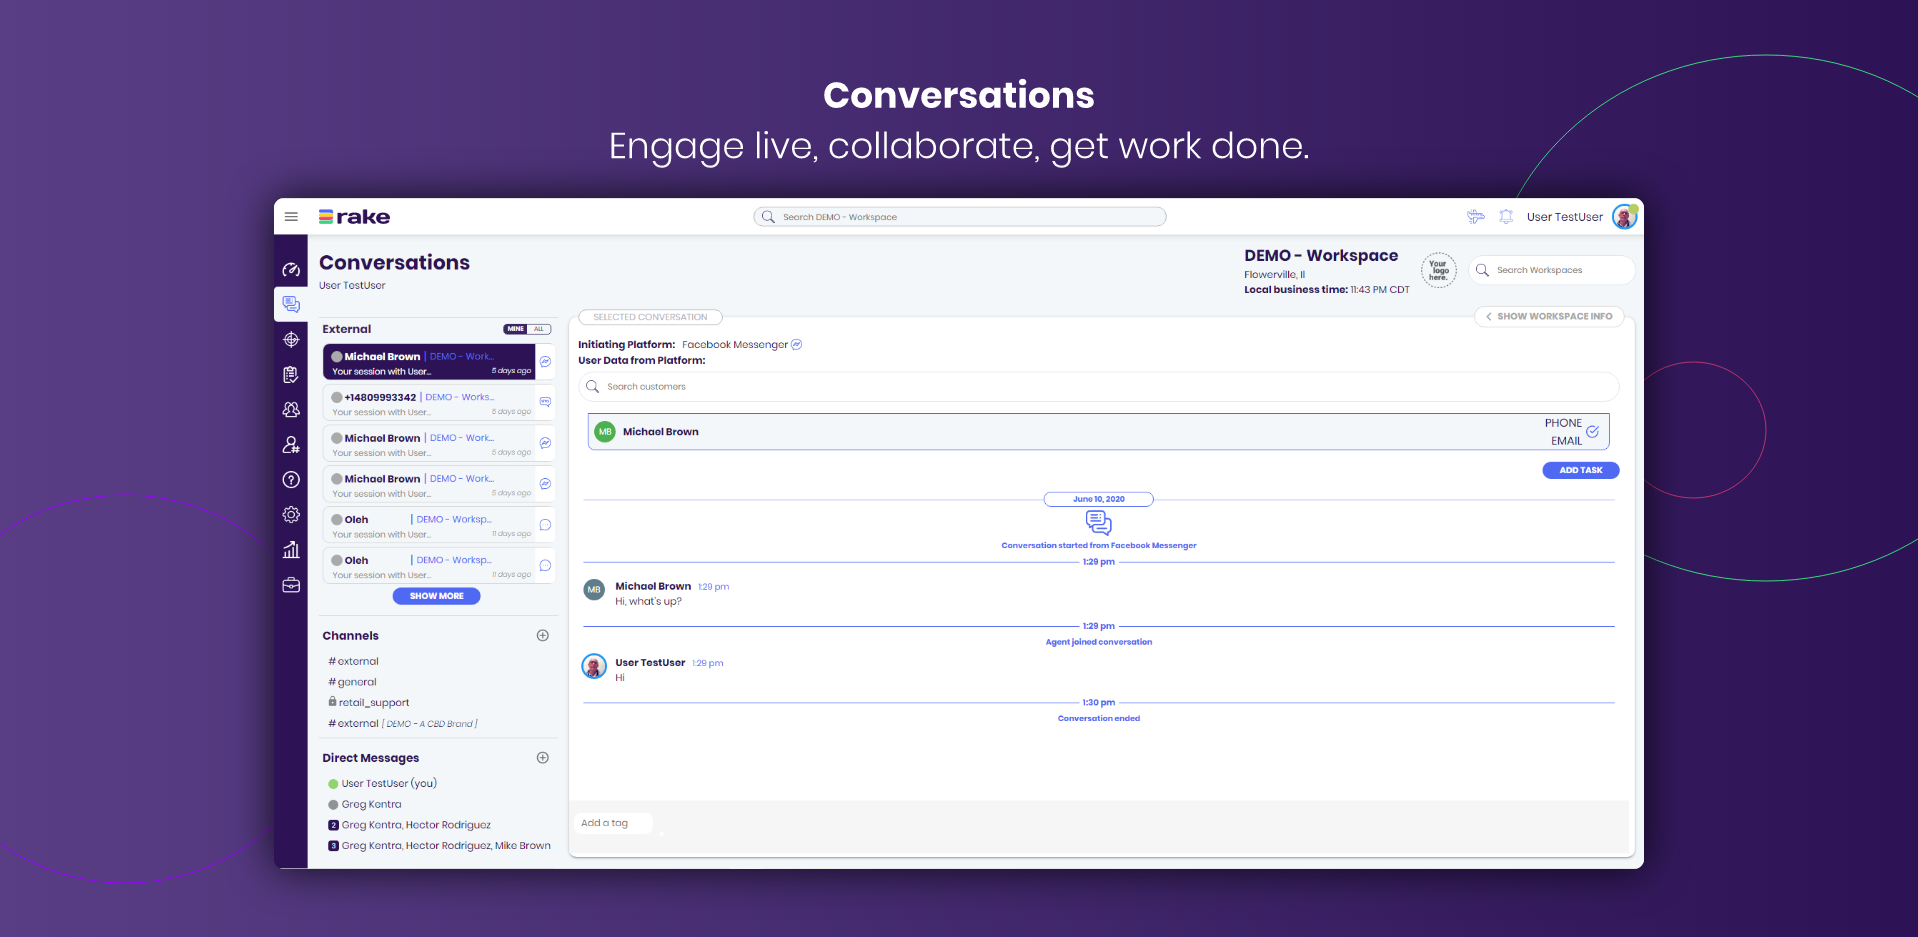 Conversations
Engage live, collaborate, get work done.
rake
Search DEMO - Workspace
User TestUser
Conversations
User TestUser
DEMO - Workspace
Flowerville, Il
Local business time: 11:43 PM CDT
Your logo here.
Search Workspaces
External
MINE ALL
Michael Brown | DEMO - Work...
Your session with User... 5 days ago
+14809993342 | DEMO - Works...
Your session with User... 5 days ago
Michael Brown | DEMO - Work...
Your session with User... 5 days ago
Michael Brown | DEMO - Work...
Your session with User... 5 days ago
Oleh | DEMO - Worksp...
Your session with User... 11 days ago
Oleh | DEMO - Worksp...
Your session with User... 11 days ago
SHOW MORE
Channels
# external
# general
retail_support
# external [ DEMO - A CBD Brand ]
Direct Messages
User TestUser (you)
Greg Kentra
2 Greg Kentra, Hector Rodriguez
3 Greg Kentra, Hector Rodriguez, Mike Brown
SELECTED CONVERSATION
< SHOW WORKSPACE INFO
Initiating Platform: Facebook Messenger
User Data from Platform:
Search customers
MB Michael Brown
PHONE
EMAIL
ADD TASK
June 10, 2020
Conversation started from Facebook Messenger
1:29 pm
MB Michael Brown 1:29 pm
Hi, what's up?
1:29 pm
Agent joined conversation
User TestUser 1:29 pm
Hi
1:30 pm
Conversation ended
Add a tag